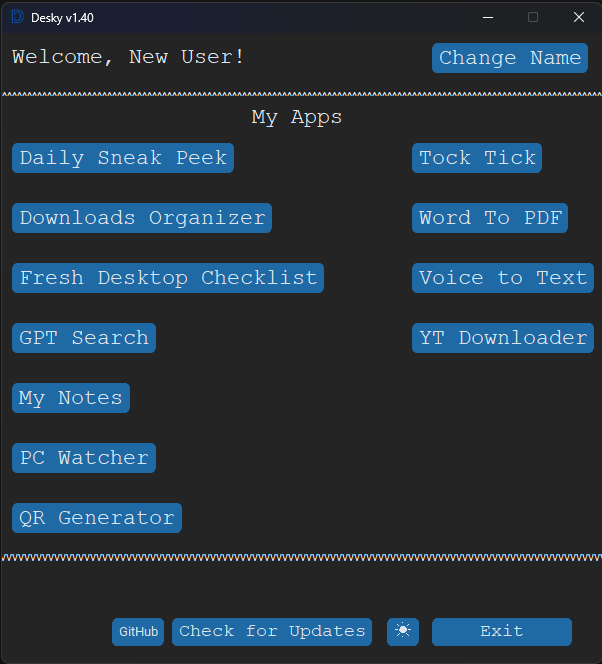 Desky v1.40
Welcome, New User!
Change Name
My Apps
Daily Sneak Peek
Tock Tick
Downloads Organizer
Word To PDF
Fresh Desktop Checklist
Voice to Text
GPT Search
YT Downloader
My Notes
PC Watcher
QR Generator
GitHub
Check for Updates
Exit